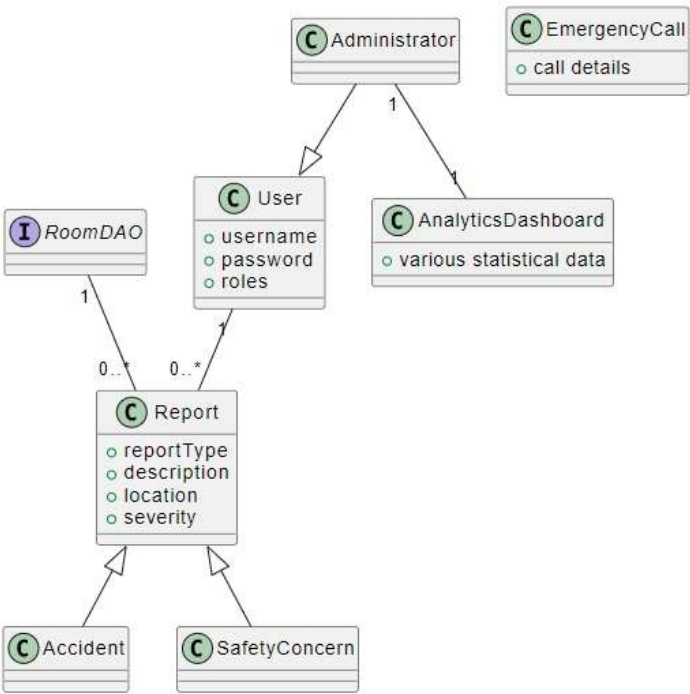 C Administrator
C EmergencyCall
call details
1
1
C User
username
password
roles
C AnalyticsDashboard
various statistical data
I RoomDAO
1
1
0..*
0..*
C Report
reportType
description
location
severity
C Accident
C SafetyConcern